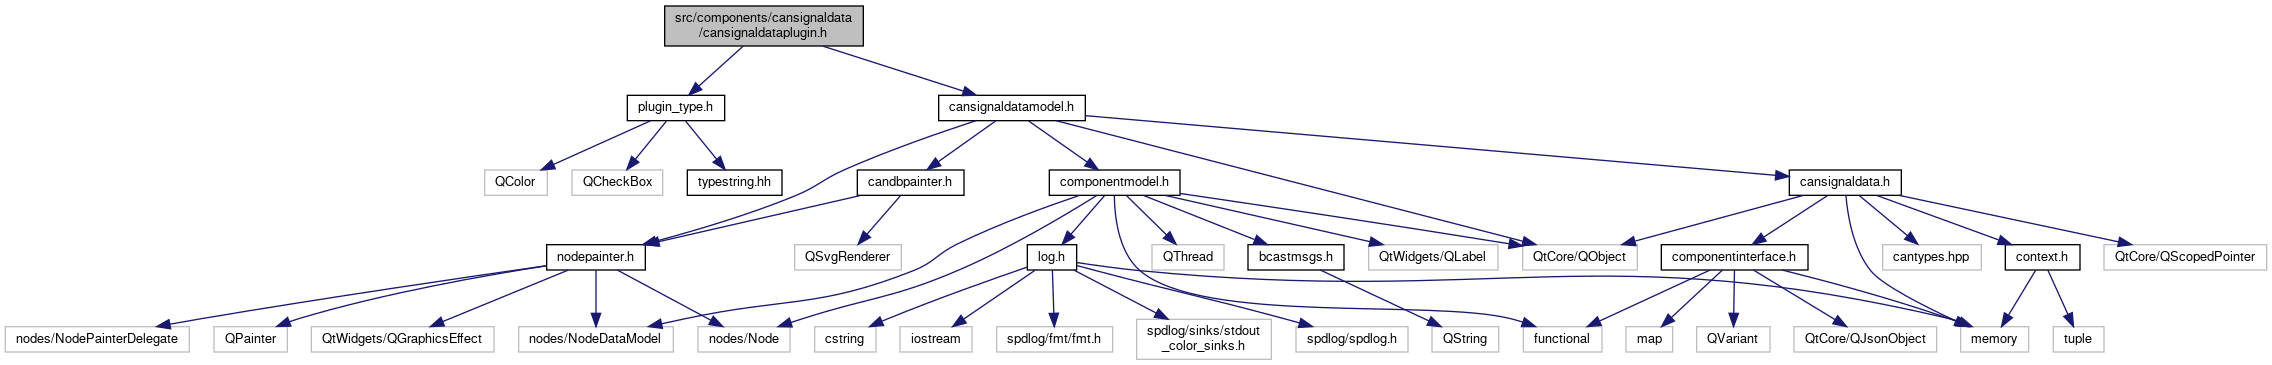 src/components/cansignaldata
/cansignaldataplugin.h
plugin_type.h
cansignaldatamodel.h
QColor
QCheckBox
typestring.hh
candbpainter.h
componentmodel.h
cansignaldata.h
nodepainter.h
QSvgRenderer
log.h
QThread
bcastmsgs.h
QtWidgets/QLabel
QtCore/QObject
componentinterface.h
cantypes.hpp
context.h
QtCore/QScopedPointer
nodes/NodePainterDelegate
QPainter
QtWidgets/QGraphicsEffect
nodes/NodeDataModel
nodes/Node
cstring
iostream
spdlog/fmt/fmt.h
spdlog/sinks/stdout
_color_sinks.h
spdlog/spdlog.h
QString
functional
map
QVariant
QtCore/QJsonObject
memory
tuple